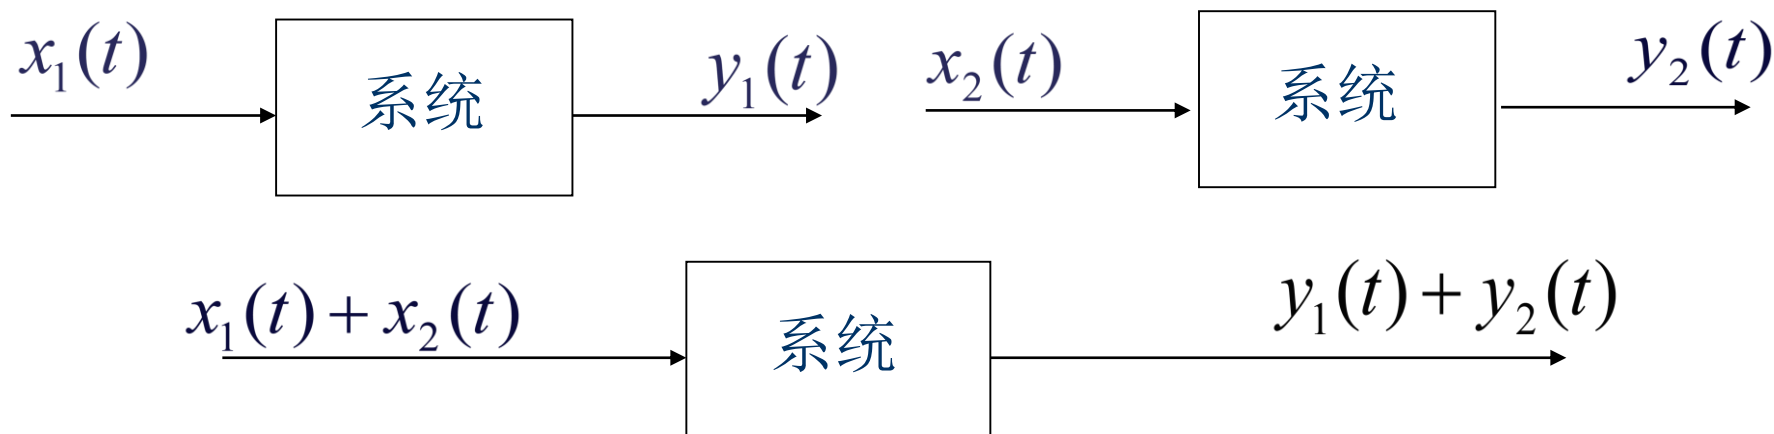 x₁(t) 系统 y₁(t) x₂(t) 系统 y₂(t)
x₁(t) + x₂(t) 系统 y₁(t) + y₂(t)